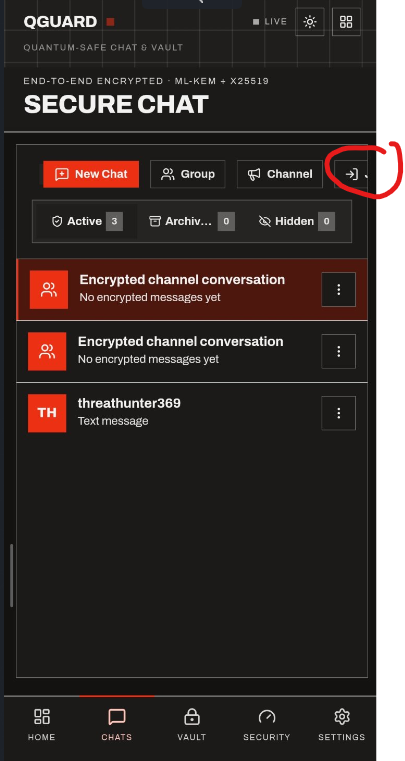 QGUARD
LIVE
QUANTUM-SAFE CHAT & VAULT
END-TO-END ENCRYPTED · ML-KEM + X25519
SECURE CHAT
New Chat
Group
Channel
Active 3
Archiv... 0
Hidden 0
Encrypted channel conversation
No encrypted messages yet
Encrypted channel conversation
No encrypted messages yet
TH
threathunter369
Text message
HOME
CHATS
VAULT
SECURITY
SETTINGS